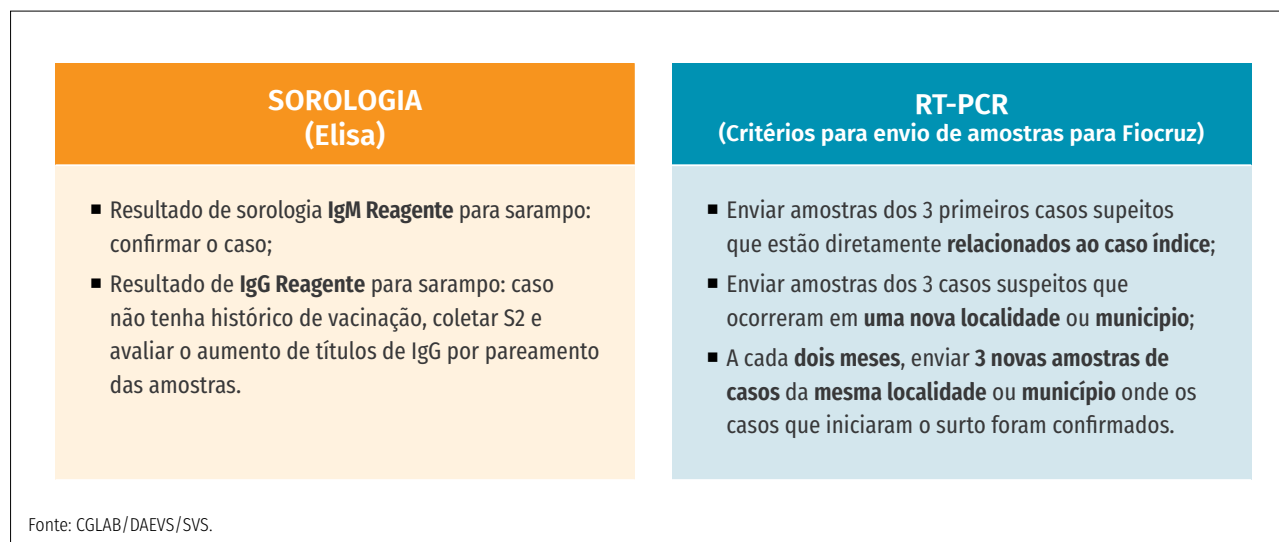 SOROLOGIA
(Elisa)
■ Resultado de sorologia IgM Reagente para sarampo:
confirmar o caso;
■ Resultado de IgG Reagente para sarampo: caso
não tenha histórico de vacinação, coletar S2 e
avaliar o aumento de títulos de IgG por pareamento
das amostras.
RT-PCR
(Critérios para envio de amostras para Fiocruz)
■ Enviar amostras dos 3 primeiros casos supeitos
que estão diretamente relacionados ao caso índice;
■ Enviar amostras dos 3 casos suspeitos que
ocorreram em uma nova localidade ou municipio;
■ A cada dois meses, enviar 3 novas amostras de
casos da mesma localidade ou município onde os
casos que iniciaram o surto foram confirmados.
Fonte: CGLAB/DAEVS/SVS.